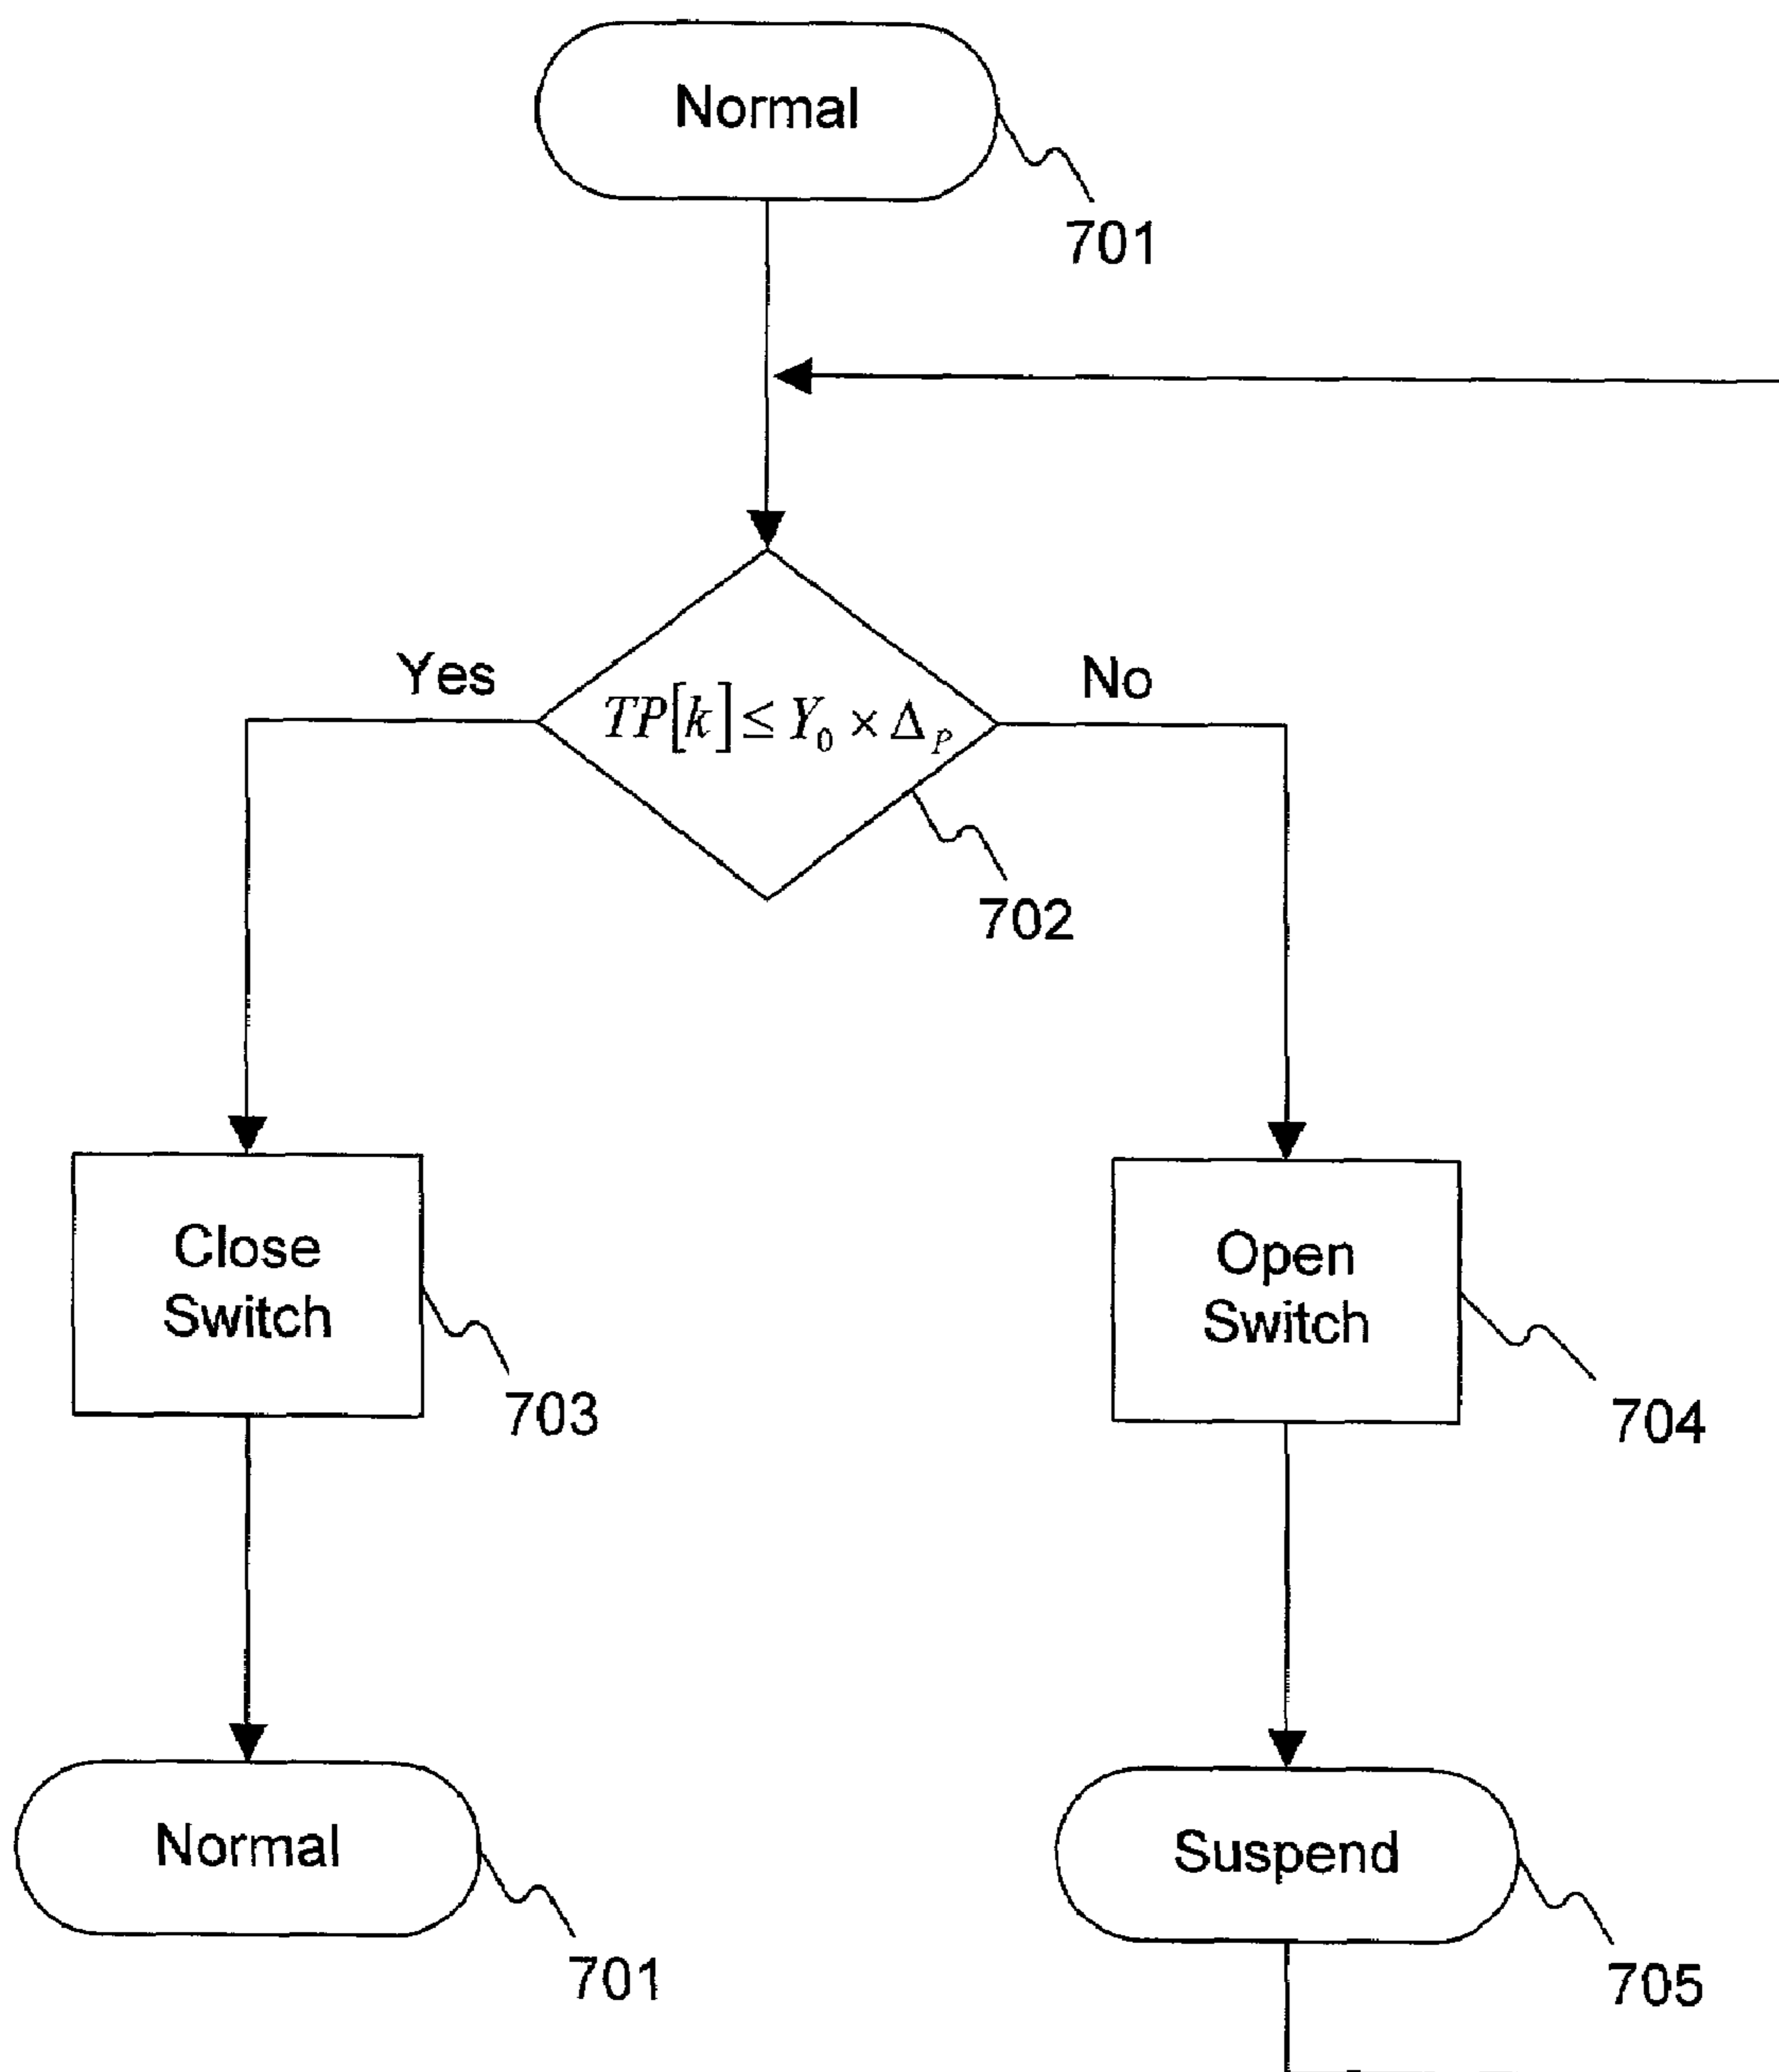 Normal
701
Yes
TP[k] ≤ Y₀ × Δ_P
No
702
Close
Switch
703
Open
Switch
704
Normal
701
Suspend
705